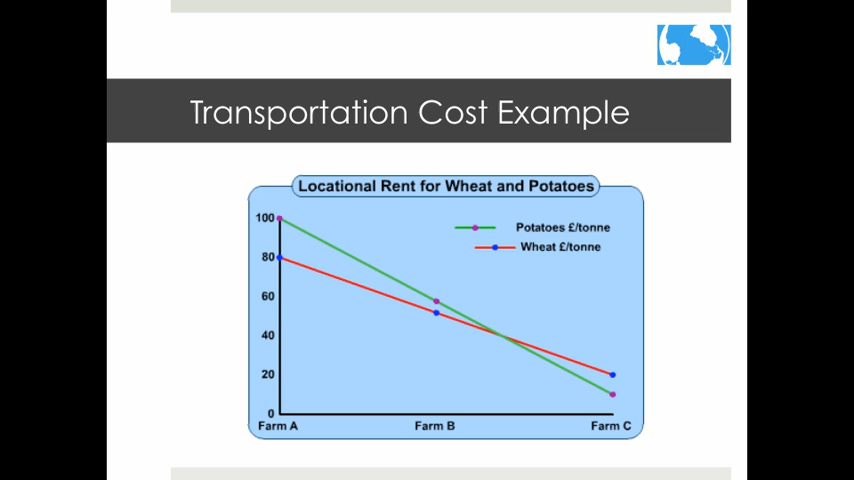 Transportation Cost Example
Locational Rent for Wheat and Potatoes
100
80
60
40
20
0
Potatoes £/tonne
Wheat £/tonne
Farm A
Farm B
Farm C